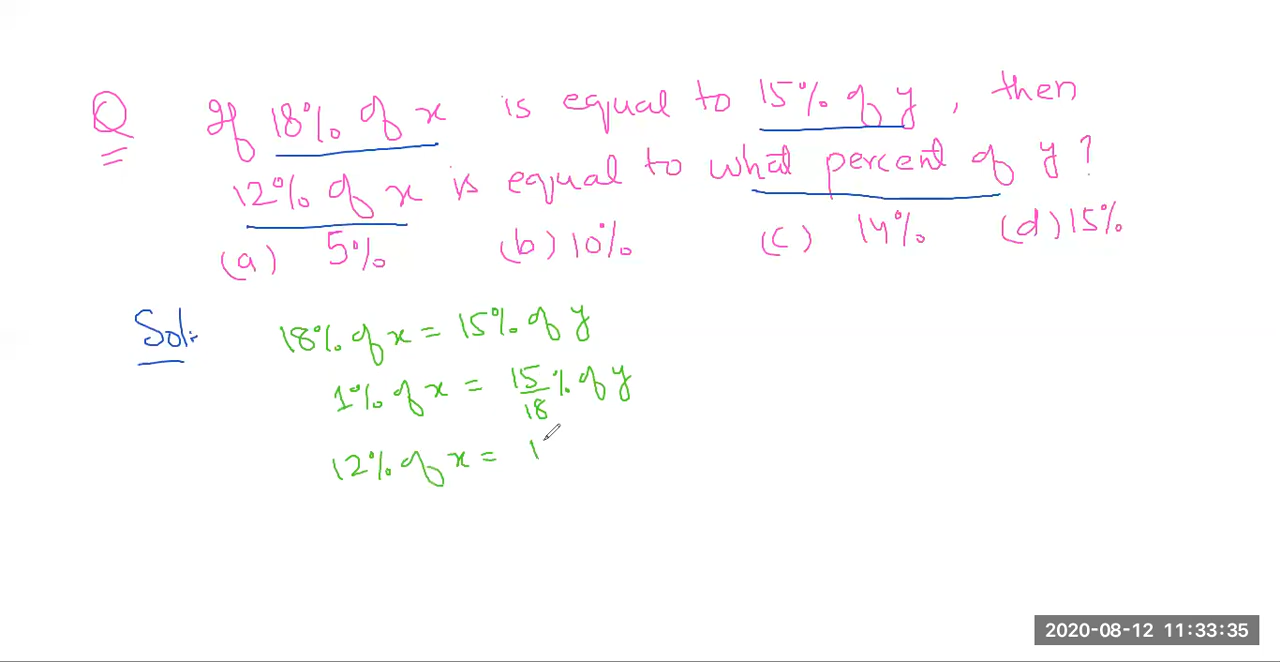 Q If 18% of x is equal to 15% of y, then
12% of x is equal to what percent of y?
(a) 5% (b) 10% (c) 14% (d) 15%
Sol:
18% of x = 15% of y
1% of x = 15/18 % of y
12% of x = 1
2020-08-12 11:33:35